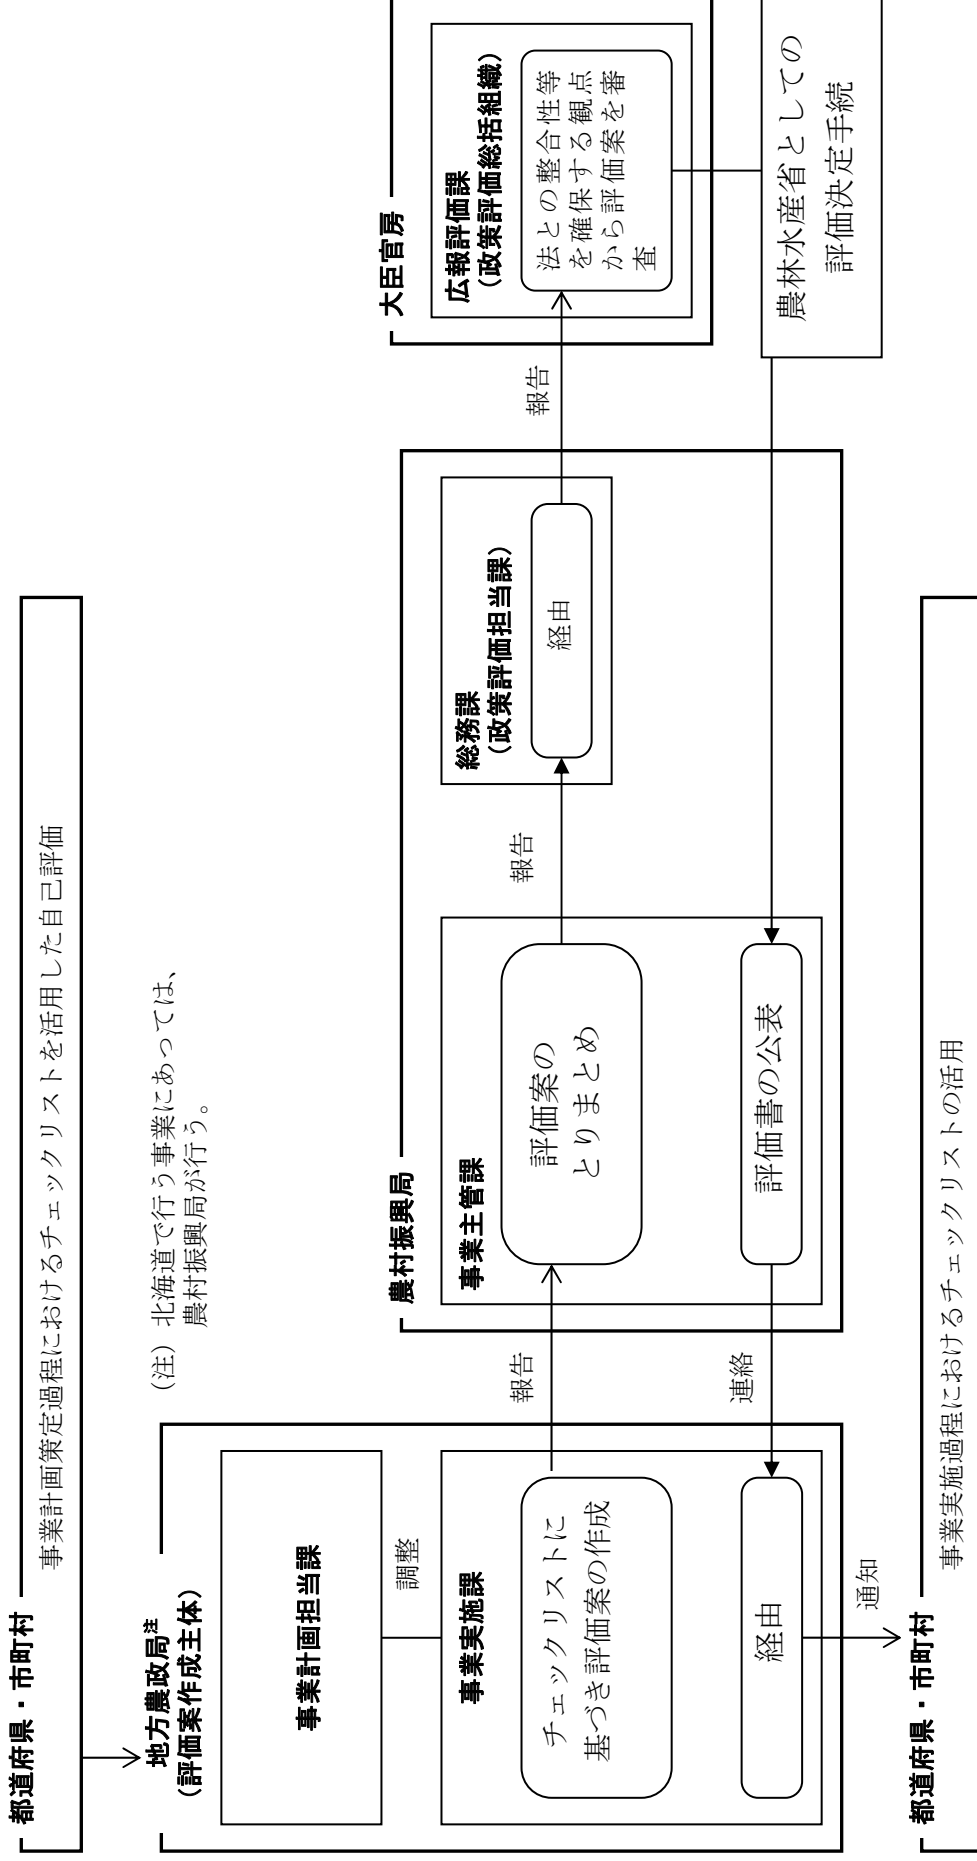 都道府県・市町村
事業計画策定過程におけるチェックリストを活用した自己評価
(注) 北海道で行う事業にあっては、
農村振興局が行う。
地方農政局注
(評価案作成主体)
事業計画担当課
調整
事業実施課
チェックリストに
基づき評価案の作成
経由
通知
報告
連絡
農村振興局
事業主管課
評価案の
とりまとめ
評価書の公表
報告
総務課
(政策評価担当課)
経由
報告
大臣官房
広報評価課
(政策評価総括組織)
法との整合性等
を確保する観点
から評価案を審
査
農林水産省としての
評価決定手続
都道府県・市町村
事業実施過程におけるチェックリストの活用